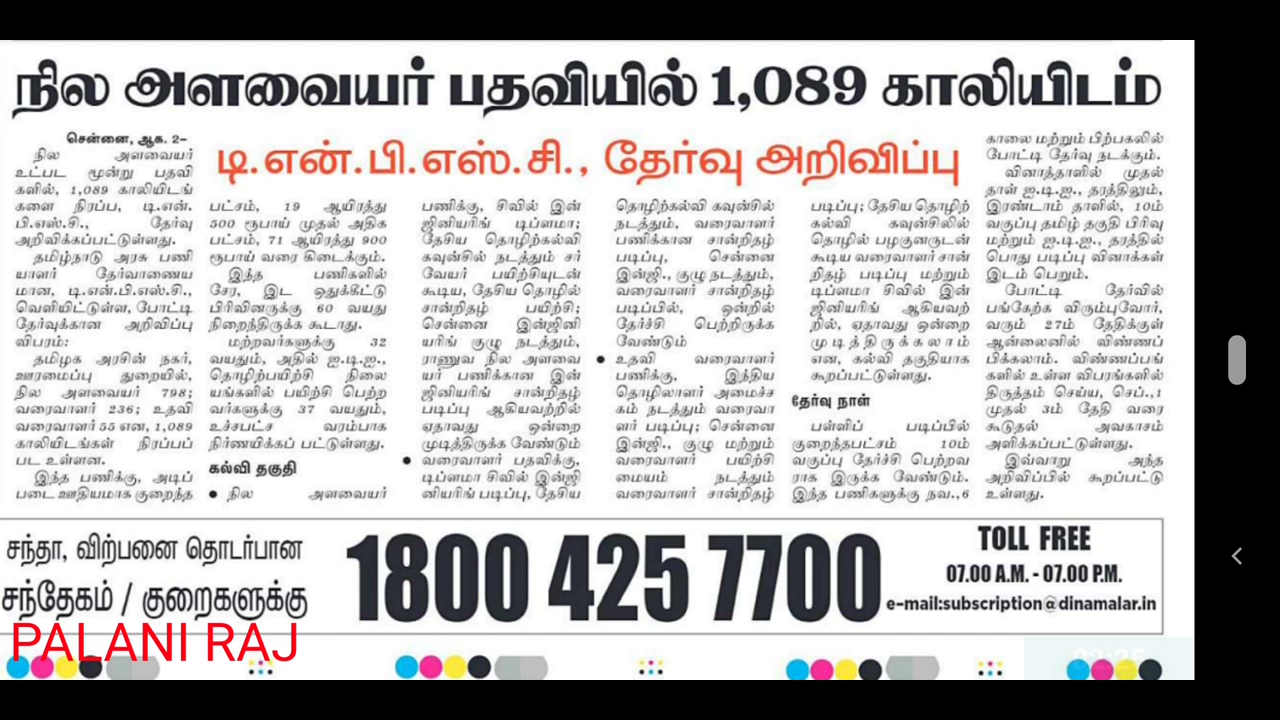 நில அளவையர் பதவியில் 1,089 காலியிடம்
டி.என்.பி.எஸ்.சி., தேர்வு அறிவிப்பு
சென்னை, ஆக. 2–
நில அளவையர்
உட்பட மூன்று பதவி
களில், 1,089 காலியிடங்
களை நிரப்ப, டி.என்.
பி.எஸ்.சி., தேர்வு
அறிவிக்கப்பட்டுள்ளது.
தமிழ்நாடு அரசு பணி
யாளர் தேர்வாணைய
மான, டி.என்.பி.எஸ்.சி.,
வெளியிட்டுள்ள, போட்டி
தேர்வுக்கான அறிவிப்பு
விபரம்:
தமிழக அரசின் நகர்,
ஊரமைப்பு துறையில்,
நில அளவையர் 798;
வரைவாளர் 236; உதவி
வரைவாளர் 55 என, 1,089
காலியிடங்கள் நிரப்பப்
பட உள்ளன.
இந்த பணிக்கு, அடிப்
படை ஊதியமாக குறைந்த
பட்சம், 19 ஆயிரத்து
500 ரூபாய் முதல் அதிக
பட்சம், 71 ஆயிரத்து 900
ரூபாய் வரை கிடைக்கும்.
இந்த பணிகளில்
சேர, இட ஒதுக்கீட்டு
பிரிவினருக்கு 60 வயது
நிறைந்திருக்க கூடாது.
மற்றவர்களுக்கு 32
வயதும், அதில் ஐ.டி.ஐ.,
தொழிற்பயிற்சி நிலை
யங்களில் பயிற்சி பெற்ற
வர்களுக்கு 37 வயதும்,
உச்சபட்ச வரம்பாக
நிர்ணயிக்கப் பட்டுள்ளது.
கல்வி தகுதி
● நில அளவையர்
பணிக்கு, சிவில் இன்
ஜினியரிங் டிப்ளமா;
தேசிய தொழிற்கல்வி
கவுன்சில் நடத்தும் சர்
வேயர் பயிற்சியுடன்
கூடிய, தேசிய தொழில்
சான்றிதழ் பயிற்சி;
சென்னை இன்ஜினி
யரிங் குழு நடத்தும்,
ராணுவ நில அளவை
யர் பணிக்கான இன்
ஜினியரிங் சான்றிதழ்
படிப்பு ஆகியவற்றில்
ஏதாவது ஒன்றை
முடித்திருக்க வேண்டும்
● வரைவாளர் பதவிக்கு,
டிப்ளமா சிவில் இன்ஜி
னியரிங் படிப்பு, தேசிய
தொழிற்கல்வி கவுன்சில்
நடத்தும், வரைவாளர்
பணிக்கான சான்றிதழ்
படிப்பு, சென்னை
இன்ஜி., குழு நடத்தும்,
வரைவாளர் சான்றிதழ்
படிப்பில், ஒன்றில்
தேர்ச்சி பெற்றிருக்க
வேண்டும்
● உதவி வரைவாளர்
பணிக்கு, இந்திய
தொழிலாளர் அமைச்ச
கம் நடத்தும் வரைவா
ளர் படிப்பு; சென்னை
இன்ஜி., குழு மற்றும்
வரைவாளர் பயிற்சி
மையம் நடத்தும்
வரைவாளர் சான்றிதழ்
படிப்பு; தேசிய தொழிற்
கல்வி கவுன்சிலில்
தொழில் பழகுனருடன்
கூடிய வரைவாளர் சான்
றிதழ் படிப்பு மற்றும்
டிப்ளமா சிவில் இன்
ஜினியரிங் ஆகியவற்
றில், ஏதாவது ஒன்றை
முடித்திருக்கலாம்
என, கல்வி தகுதியாக
கூறப்பட்டுள்ளது.
தேர்வு நாள்
பள்ளிப் படிப்பில்
குறைந்தபட்சம் 10ம்
வகுப்பு தேர்ச்சி பெற்றவ
ராக இருக்க வேண்டும்.
இந்த பணிகளுக்கு நவ.,6
காலை மற்றும் பிற்பகலில்
போட்டி தேர்வு நடக்கும்.
வினாத்தாளில் முதல்
தாள் ஐ.டி.ஐ., தரத்திலும்,
இரண்டாம் தாளில், 10ம்
வகுப்பு தமிழ் தகுதி பிரிவு
மற்றும் ஐ.டி.ஐ., தரத்தில்
பொது படிப்பு வினாக்கள்
இடம் பெறும்.
போட்டி தேர்வில்
பங்கேற்க விரும்புவோர்,
வரும் 27ம் தேதிக்குள்
ஆன்லைனில் விண்ணப்
பிக்கலாம். விண்ணப்பங்
களில் உள்ள விபரங்களில்
திருத்தம் செய்ய, செப்.,1
முதல் 3ம் தேதி வரை
கூடுதல் அவகாசம்
அளிக்கப்பட்டுள்ளது.
இவ்வாறு அந்த
அறிவிப்பில் கூறப்பட்டு
உள்ளது.
சந்தா, விற்பனை தொடர்பான
சந்தேகம் / குறைகளுக்கு
1800 425 7700
TOLL FREE
07.00 A.M. - 07.00 P.M.
e-mail:subscription@dinamalar.in
PALANI RAJ